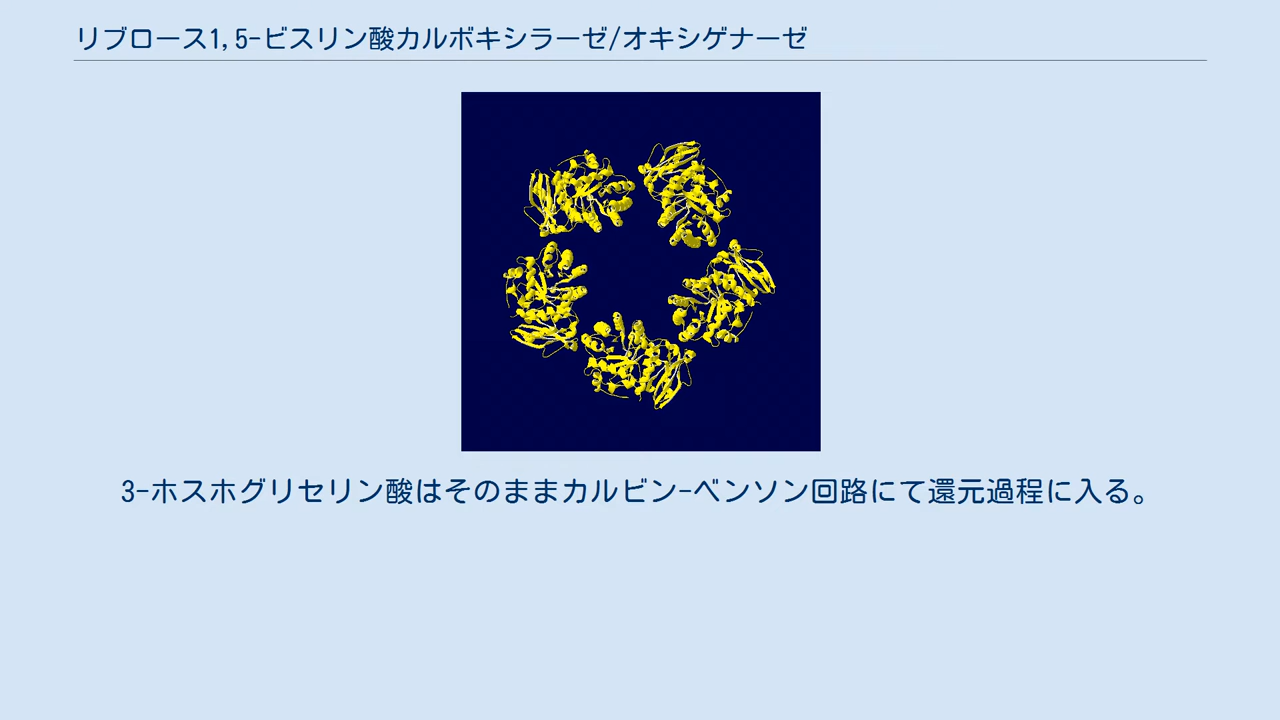 リブロース1,5-ビスリン酸カルボキシラーゼ/オキシゲナーゼ
3-ホスホグリセリン酸はそのままカルビン-ベンソン回路にて還元過程に入る。